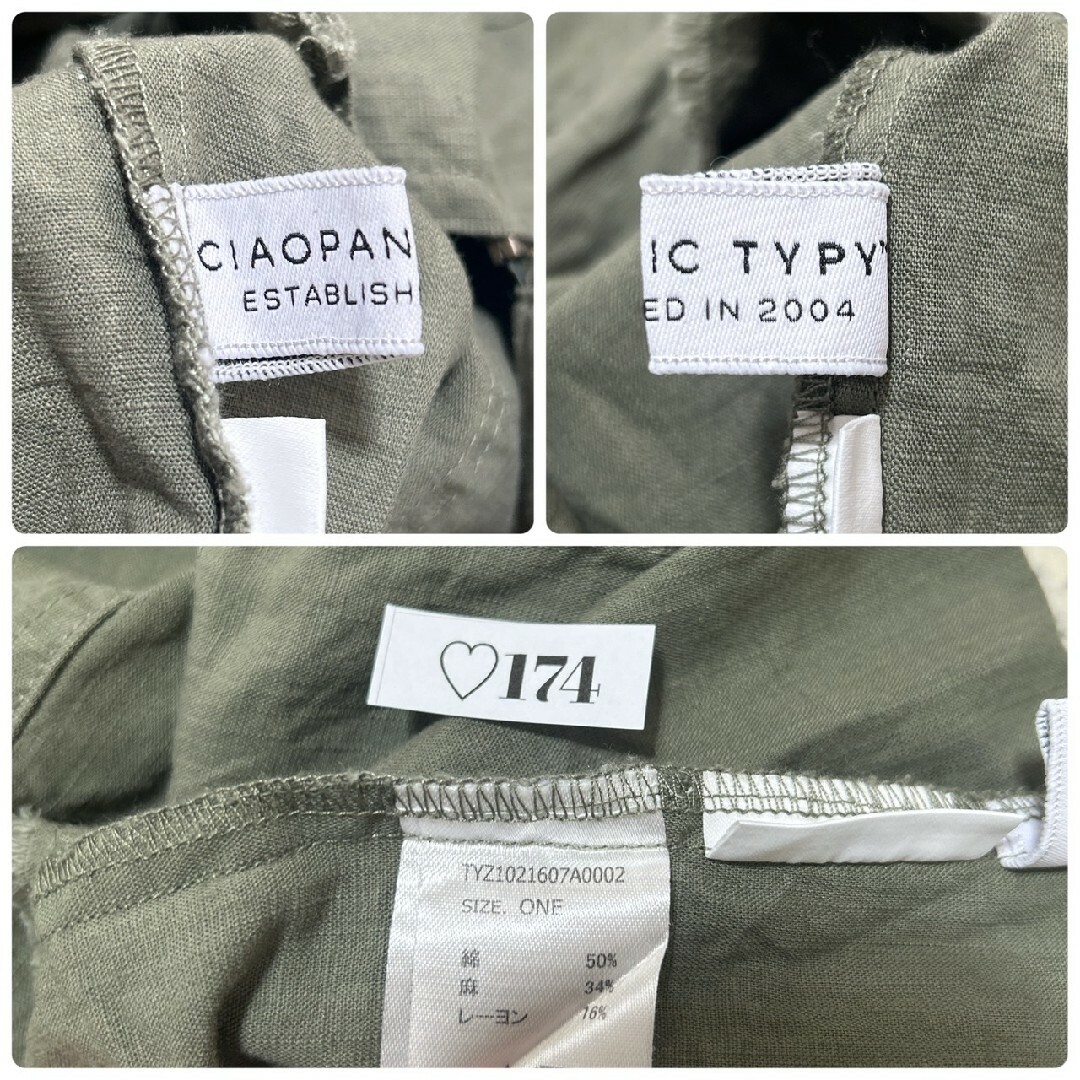 CIAOPAN
ESTABLISH
IC TYPY
ED IN 2004
♡174
TYZ1021607A0002
SIZE. ONE
綿 50%
麻 34%
レーヨン 16%